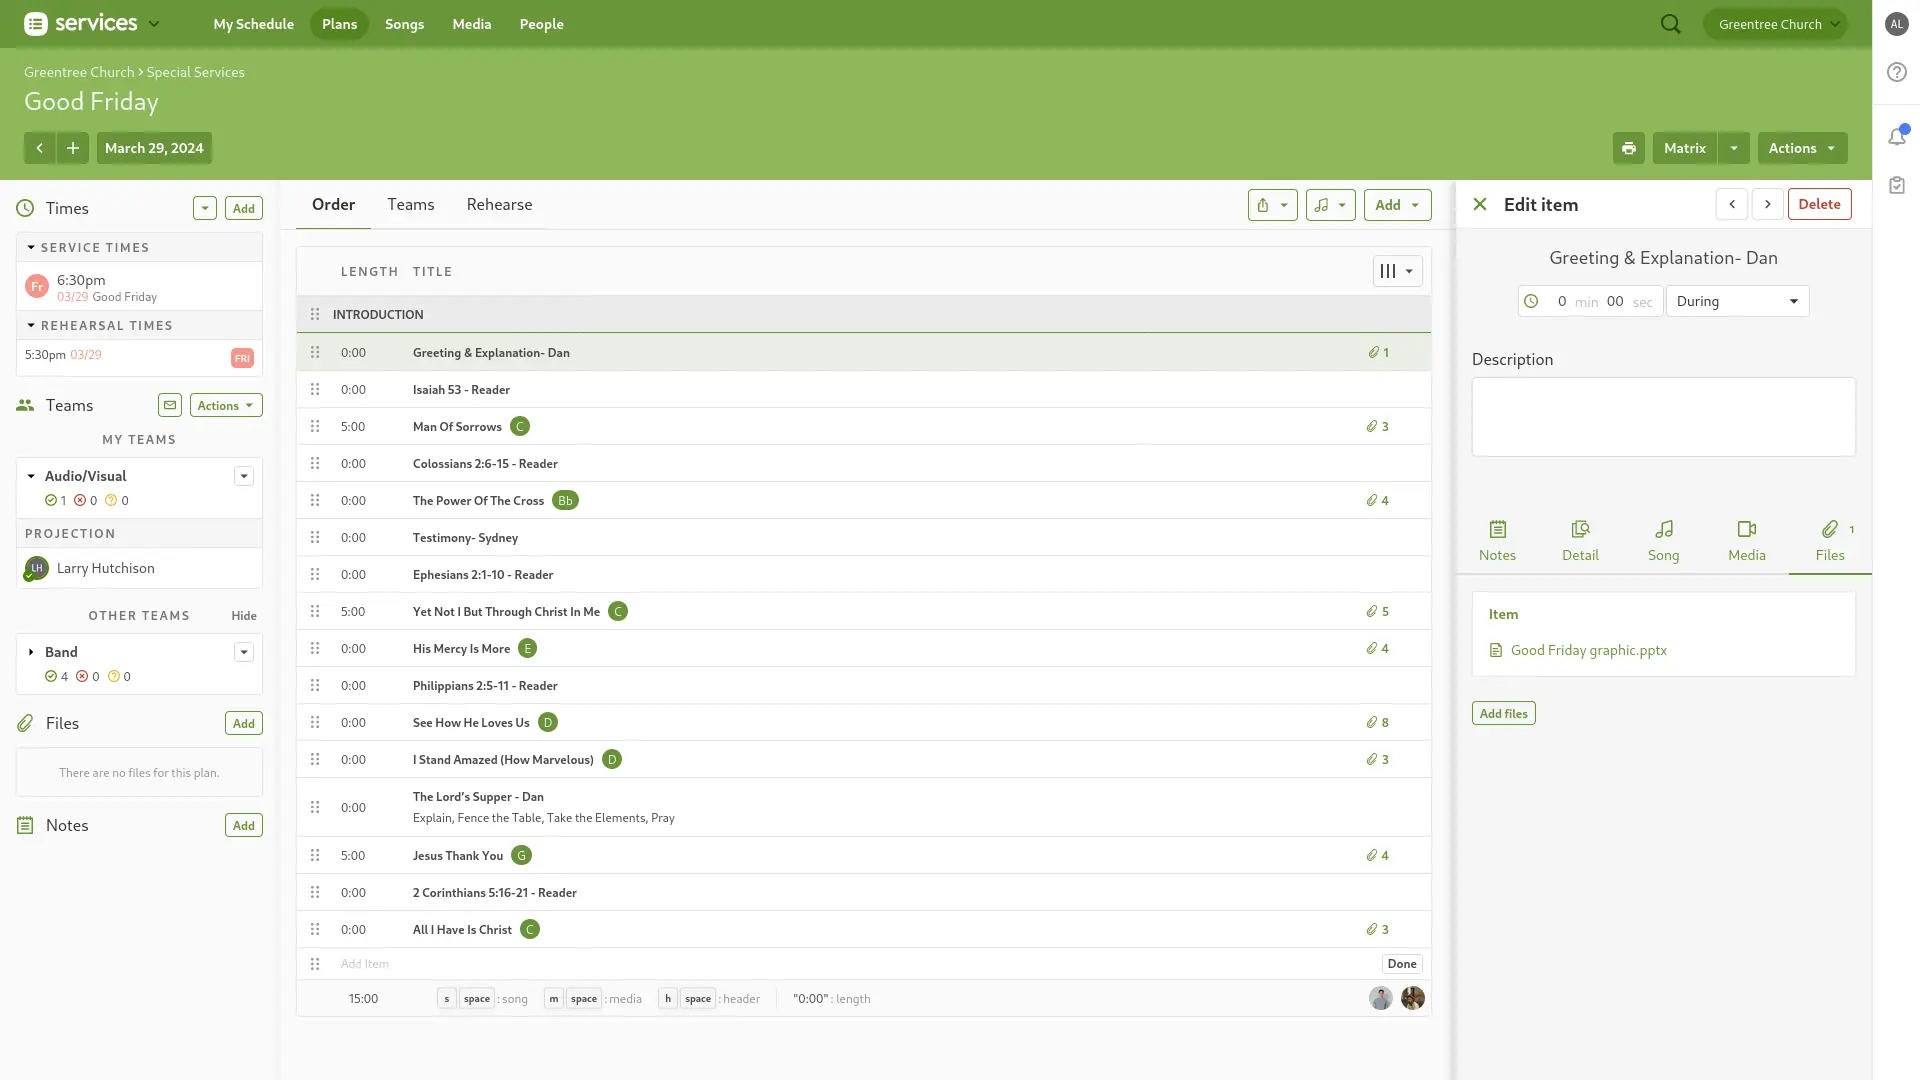 services
My Schedule
Plans
Songs
Media
People
Greentree Church
AL
Greentree Church › Special Services
Good Friday
March 29, 2024
Matrix
Actions
Times
Add
SERVICE TIMES
Fr
6:30pm
03/29 Good Friday
REHEARSAL TIMES
5:30pm 03/29
FRI
Teams
Actions
MY TEAMS
Audio/Visual
1 0 0
PROJECTION
LH
Larry Hutchison
OTHER TEAMS
Hide
Band
4 0 0
Files
Add
There are no files for this plan.
Notes
Add
Order
Teams
Rehearse
Add
LENGTH TITLE
INTRODUCTION
0:00 Greeting & Explanation- Dan 1
0:00 Isaiah 53 - Reader
5:00 Man Of Sorrows C 3
0:00 Colossians 2:6-15 - Reader
0:00 The Power Of The Cross Bb 4
0:00 Testimony- Sydney
0:00 Ephesians 2:1-10 - Reader
5:00 Yet Not I But Through Christ In Me C 5
0:00 His Mercy Is More E 4
0:00 Philippians 2:5-11 - Reader
0:00 See How He Loves Us D 8
0:00 I Stand Amazed (How Marvelous) D 3
0:00 The Lord's Supper - Dan
Explain, Fence the Table, Take the Elements, Pray
5:00 Jesus Thank You G 4
0:00 2 Corinthians 5:16-21 - Reader
0:00 All I Have Is Christ C 3
Add Item
Done
15:00
s space : song m space : media h space : header "0:00" : length
Edit item
Delete
Greeting & Explanation- Dan
0 min 00 sec
During
Description
Notes
Detail
Song
Media
Files 1
Item
Good Friday graphic.pptx
Add files